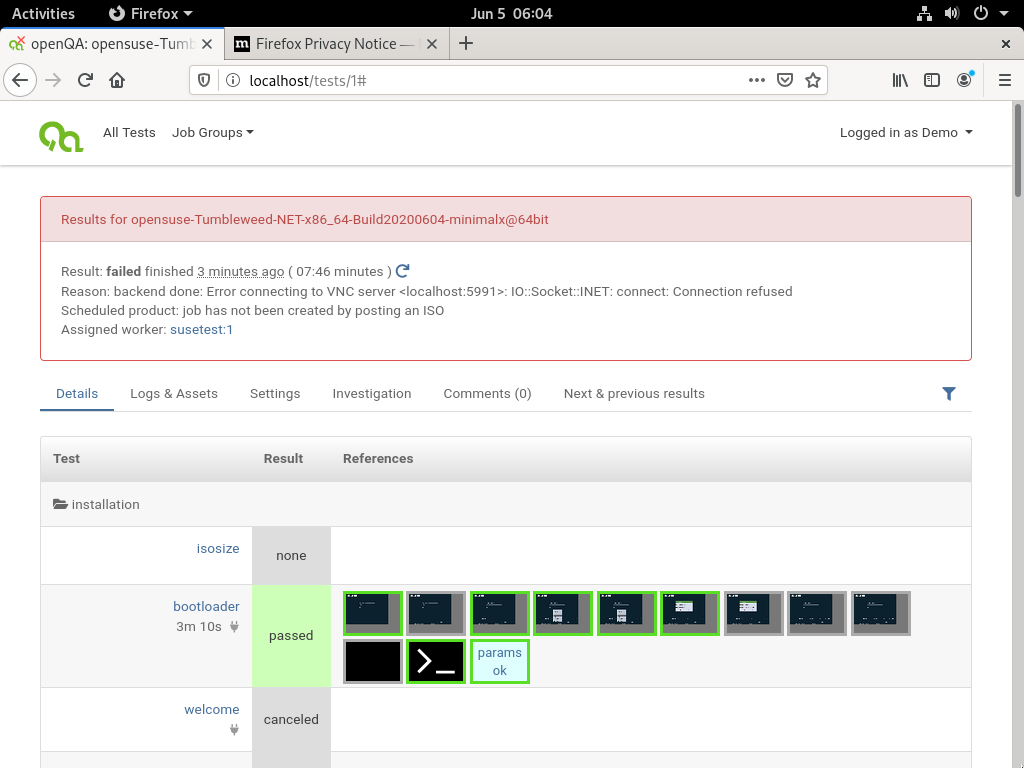 Activities
Firefox
Jun 5 06:04
openQA: opensuse-Tumb
Firefox Privacy Notice —
localhost/tests/1#
All Tests
Job Groups
Logged in as Demo
Results for opensuse-Tumbleweed-NET-x86_64-Build20200604-minimalx@64bit
Result: failed finished 3 minutes ago ( 07:46 minutes )
Reason: backend done: Error connecting to VNC server <localhost:5991>: IO::Socket::INET: connect: Connection refused
Scheduled product: job has not been created by posting an ISO
Assigned worker: susetest:1
Details
Logs & Assets
Settings
Investigation
Comments (0)
Next & previous results
Test
Result
References
installation
isosize
none
bootloader
3m 10s
passed
>_
params
ok
welcome
canceled